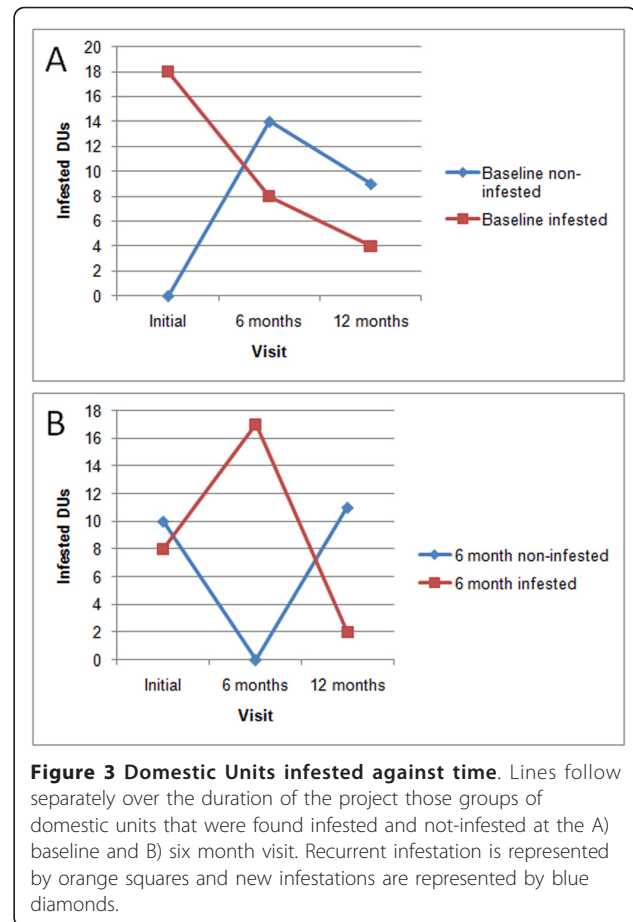 A
Infested DUs
20
18
16
14
12
10
8
6
4
2
0
Initial 6 months 12 months
Visit
Baseline non-
infested
Baseline infested
B
Infested DUs
18
16
14
12
10
8
6
4
2
0
Initial 6 months 12 months
Visit
6 month non-infested
6 month infested
Figure 3 Domestic Units infested against time. Lines follow
separately over the duration of the project those groups of
domestic units that were found infested and not-infested at the A)
baseline and B) six month visit. Recurrent infestation is represented
by orange squares and new infestations are represented by blue
diamonds.